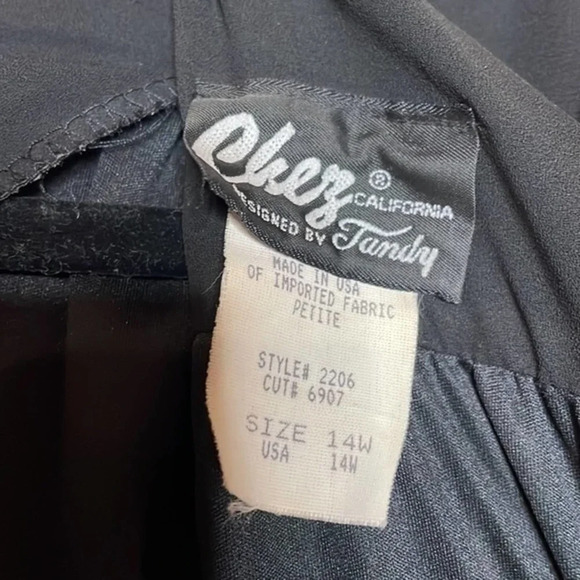 Chez ®
CALIFORNIA
DESIGNED BY Tandy
MADE IN USA
OF IMPORTED FABRIC
PETITE
STYLE# 2206
CUT# 6907
SIZE 14W
USA 14W